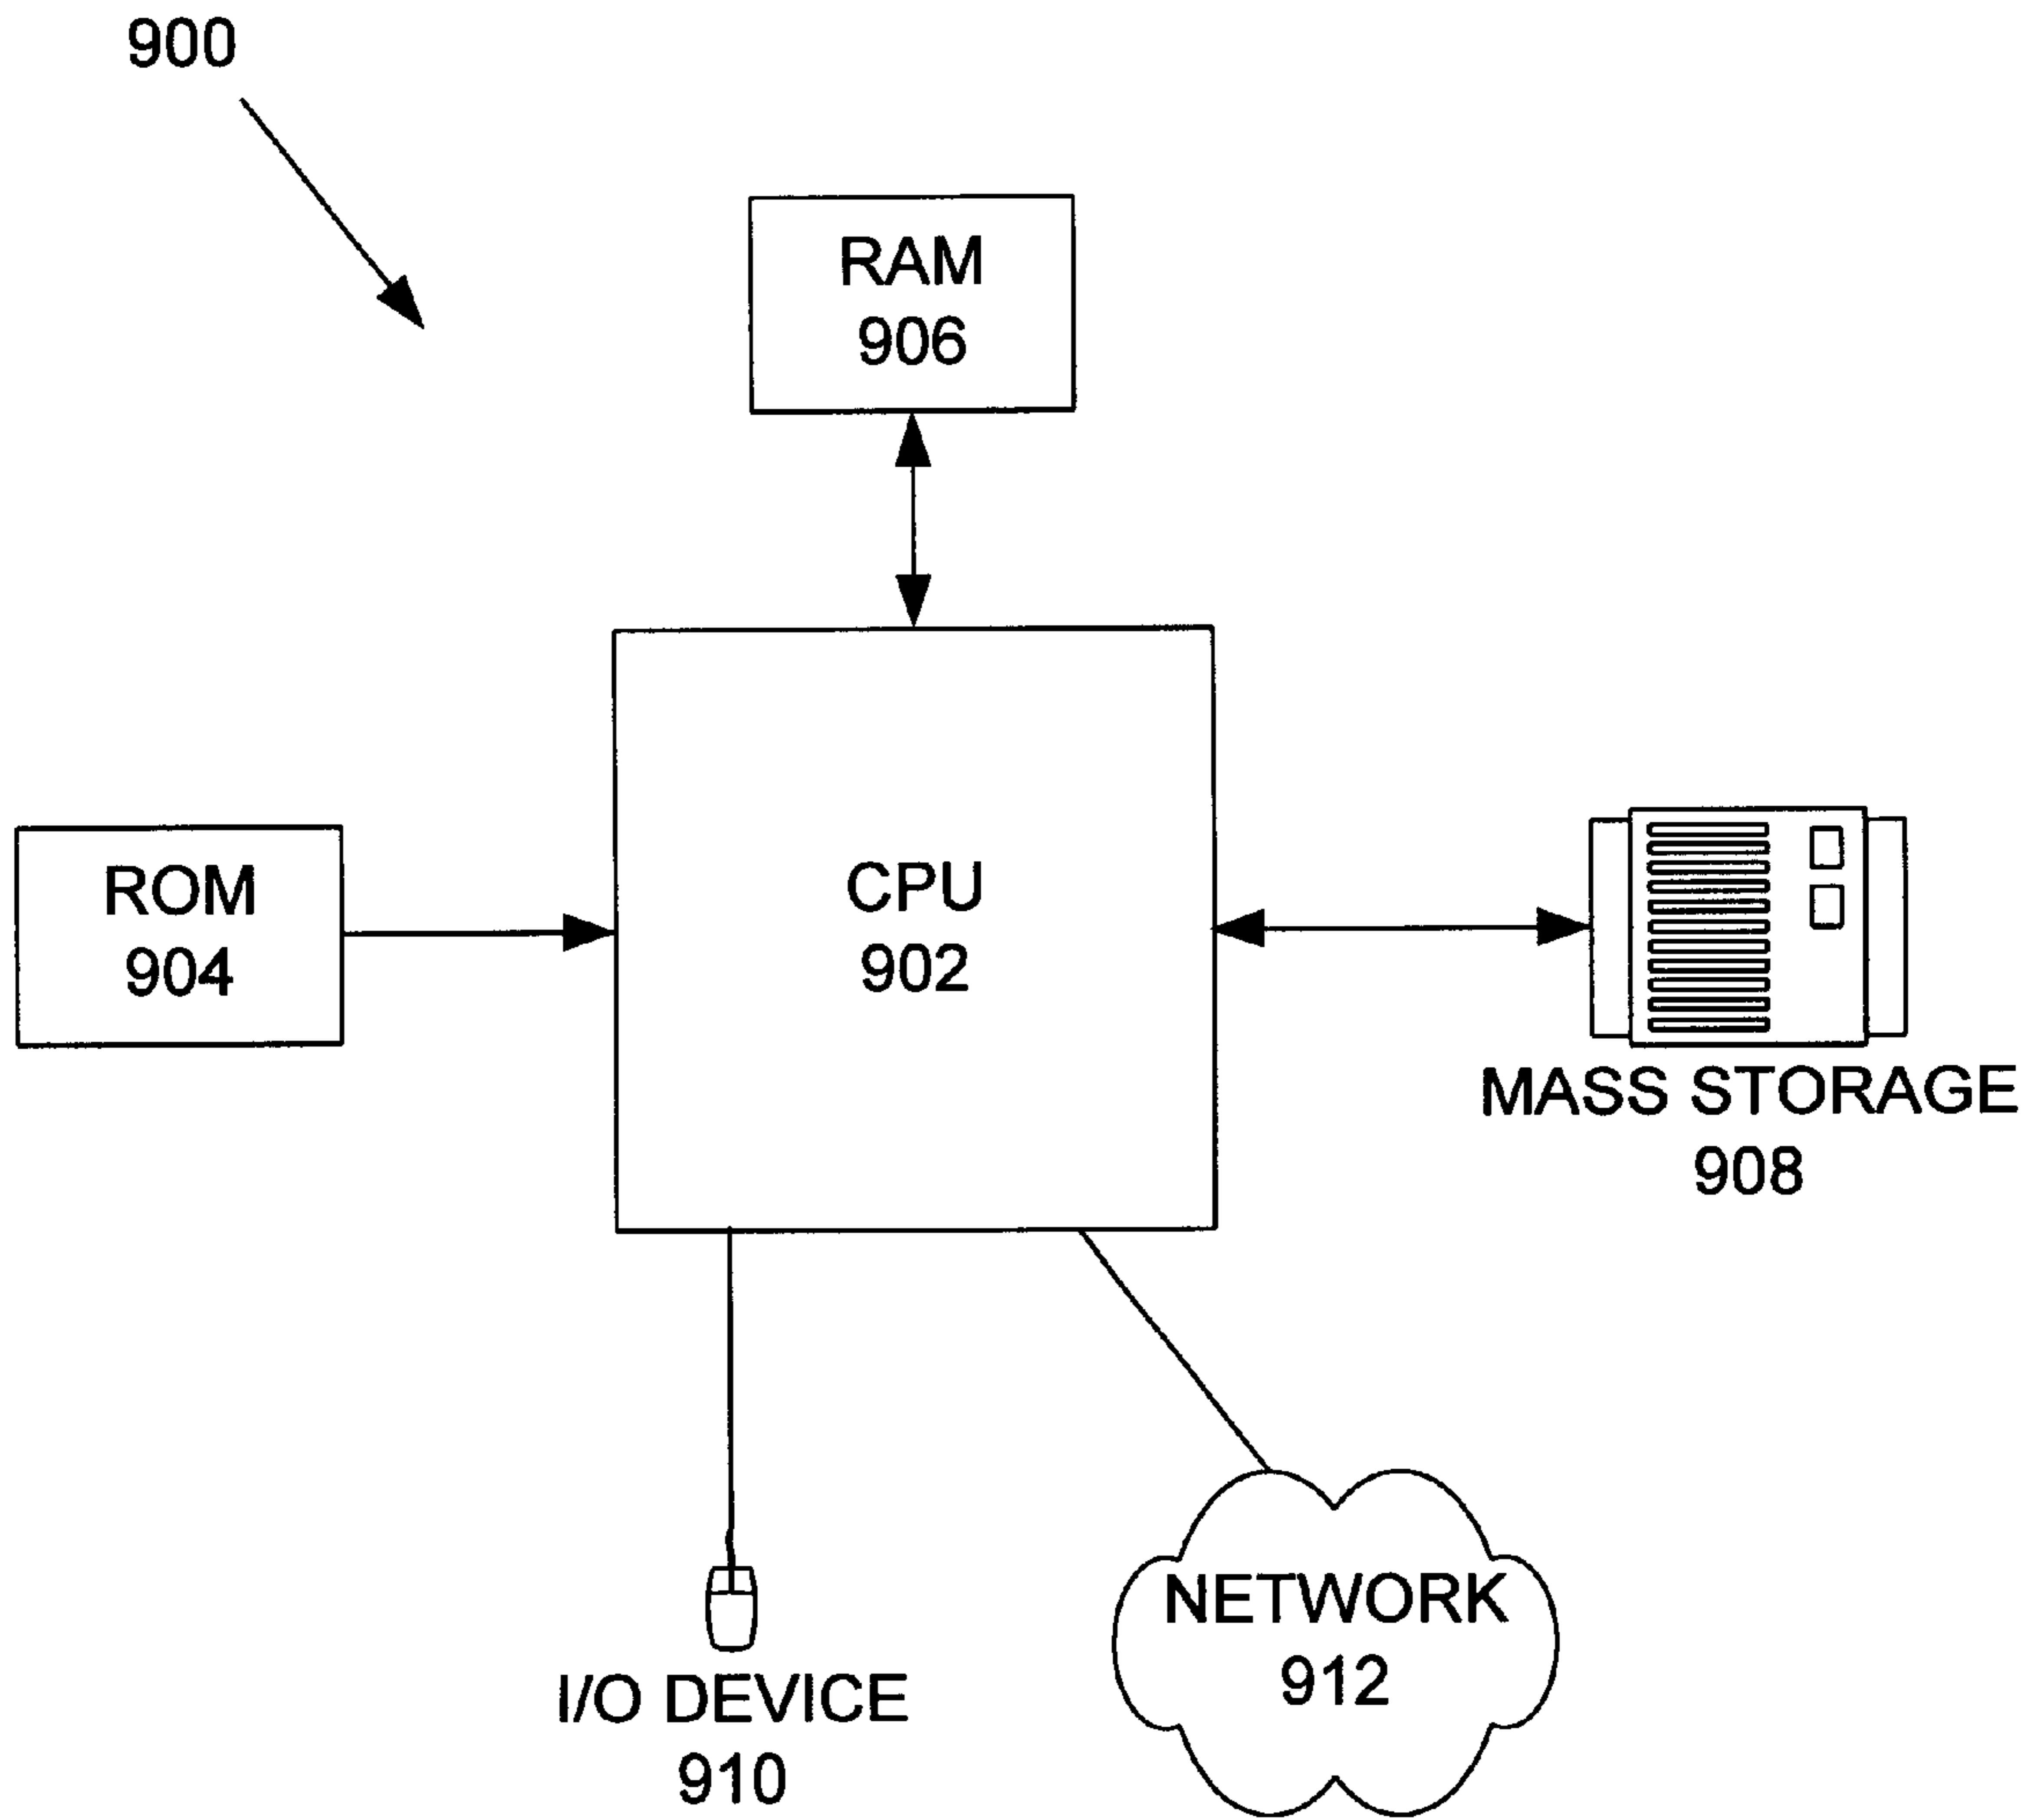 900
RAM
906
ROM
904
CPU
902
MASS STORAGE
908
I/O DEVICE
910
NETWORK
912